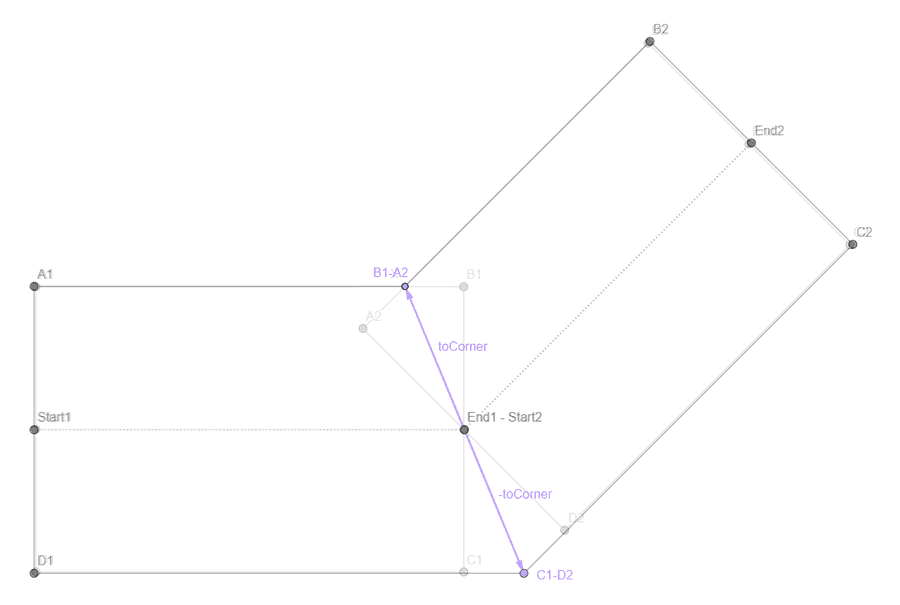 B2
End2
C2
A1
B1-A2
B1
A2
toCorner
Start1
End1 - Start2
-toCorner
D2
D1
C1
C1-D2